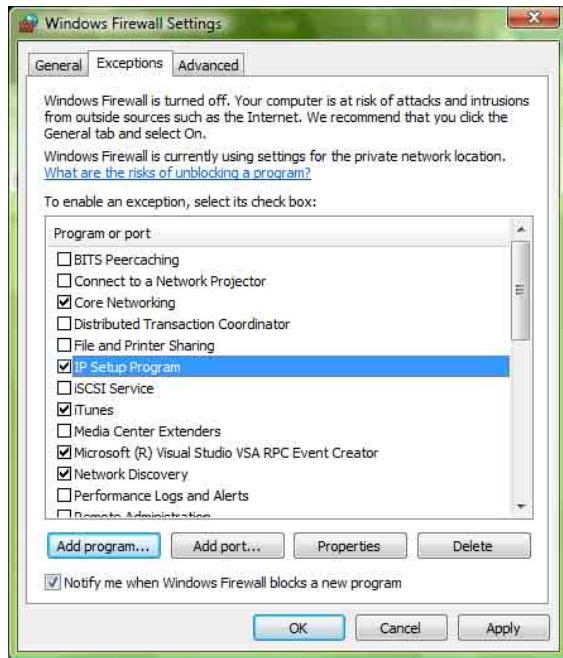 Windows Firewall Settings
General Exceptions Advanced
Windows Firewall is turned off. Your computer is at risk of attacks and intrusions
from outside sources such as the Internet. We recommend that you click the
General tab and select On.
Windows Firewall is currently using settings for the private network location.
What are the risks of unblocking a program?
To enable an exception, select its check box:
Program or port
BITS Peercaching
Connect to a Network Projector
Core Networking
Distributed Transaction Coordinator
File and Printer Sharing
IP Setup Program
iSCSI Service
iTunes
Media Center Extenders
Microsoft (R) Visual Studio VSA RPC Event Creator
Network Discovery
Performance Logs and Alerts
Remote Administration
Add program... Add port... Properties Delete
Notify me when Windows Firewall blocks a new program
OK Cancel Apply